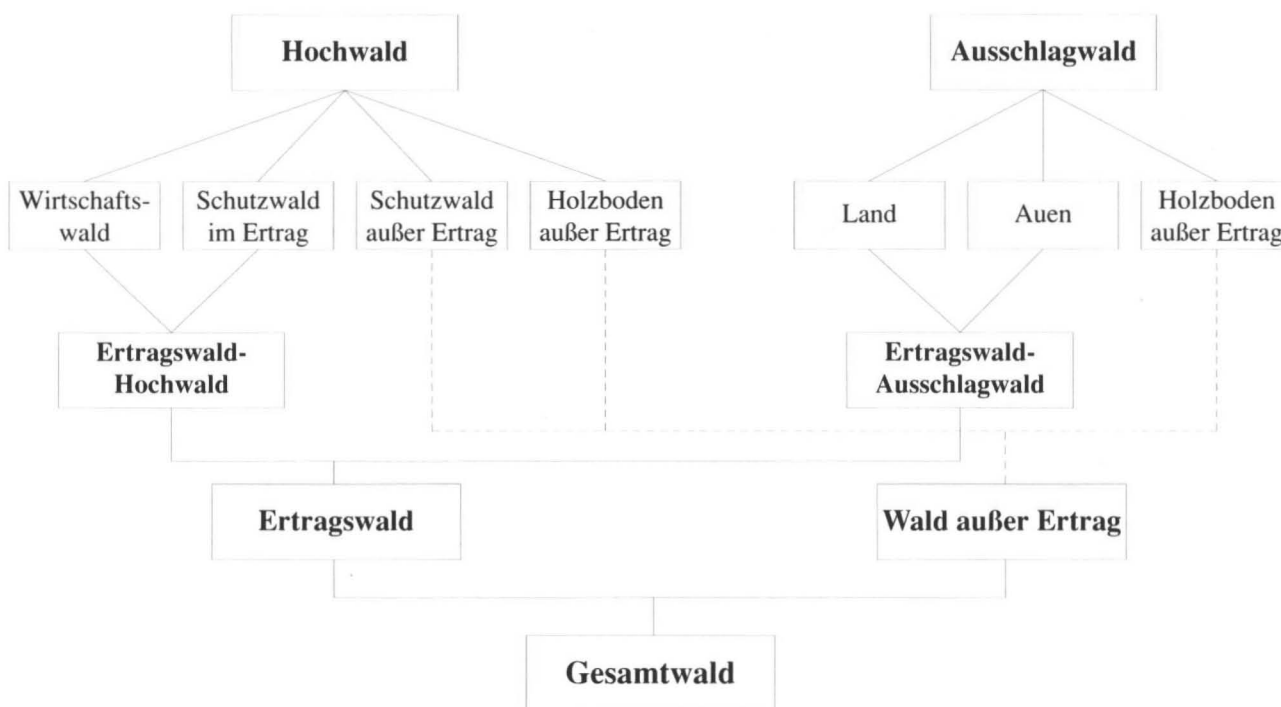 Hochwald
Ausschlagwald
Wirtschafts-
wald
Schutzwald
im Ertrag
Schutzwald
außer Ertrag
Holzboden
außer Ertrag
Land
Auen
Holzboden
außer Ertrag
Ertragswald-
Hochwald
Ertragswald-
Ausschlagwald
Ertragswald
Wald außer Ertrag
Gesamtwald